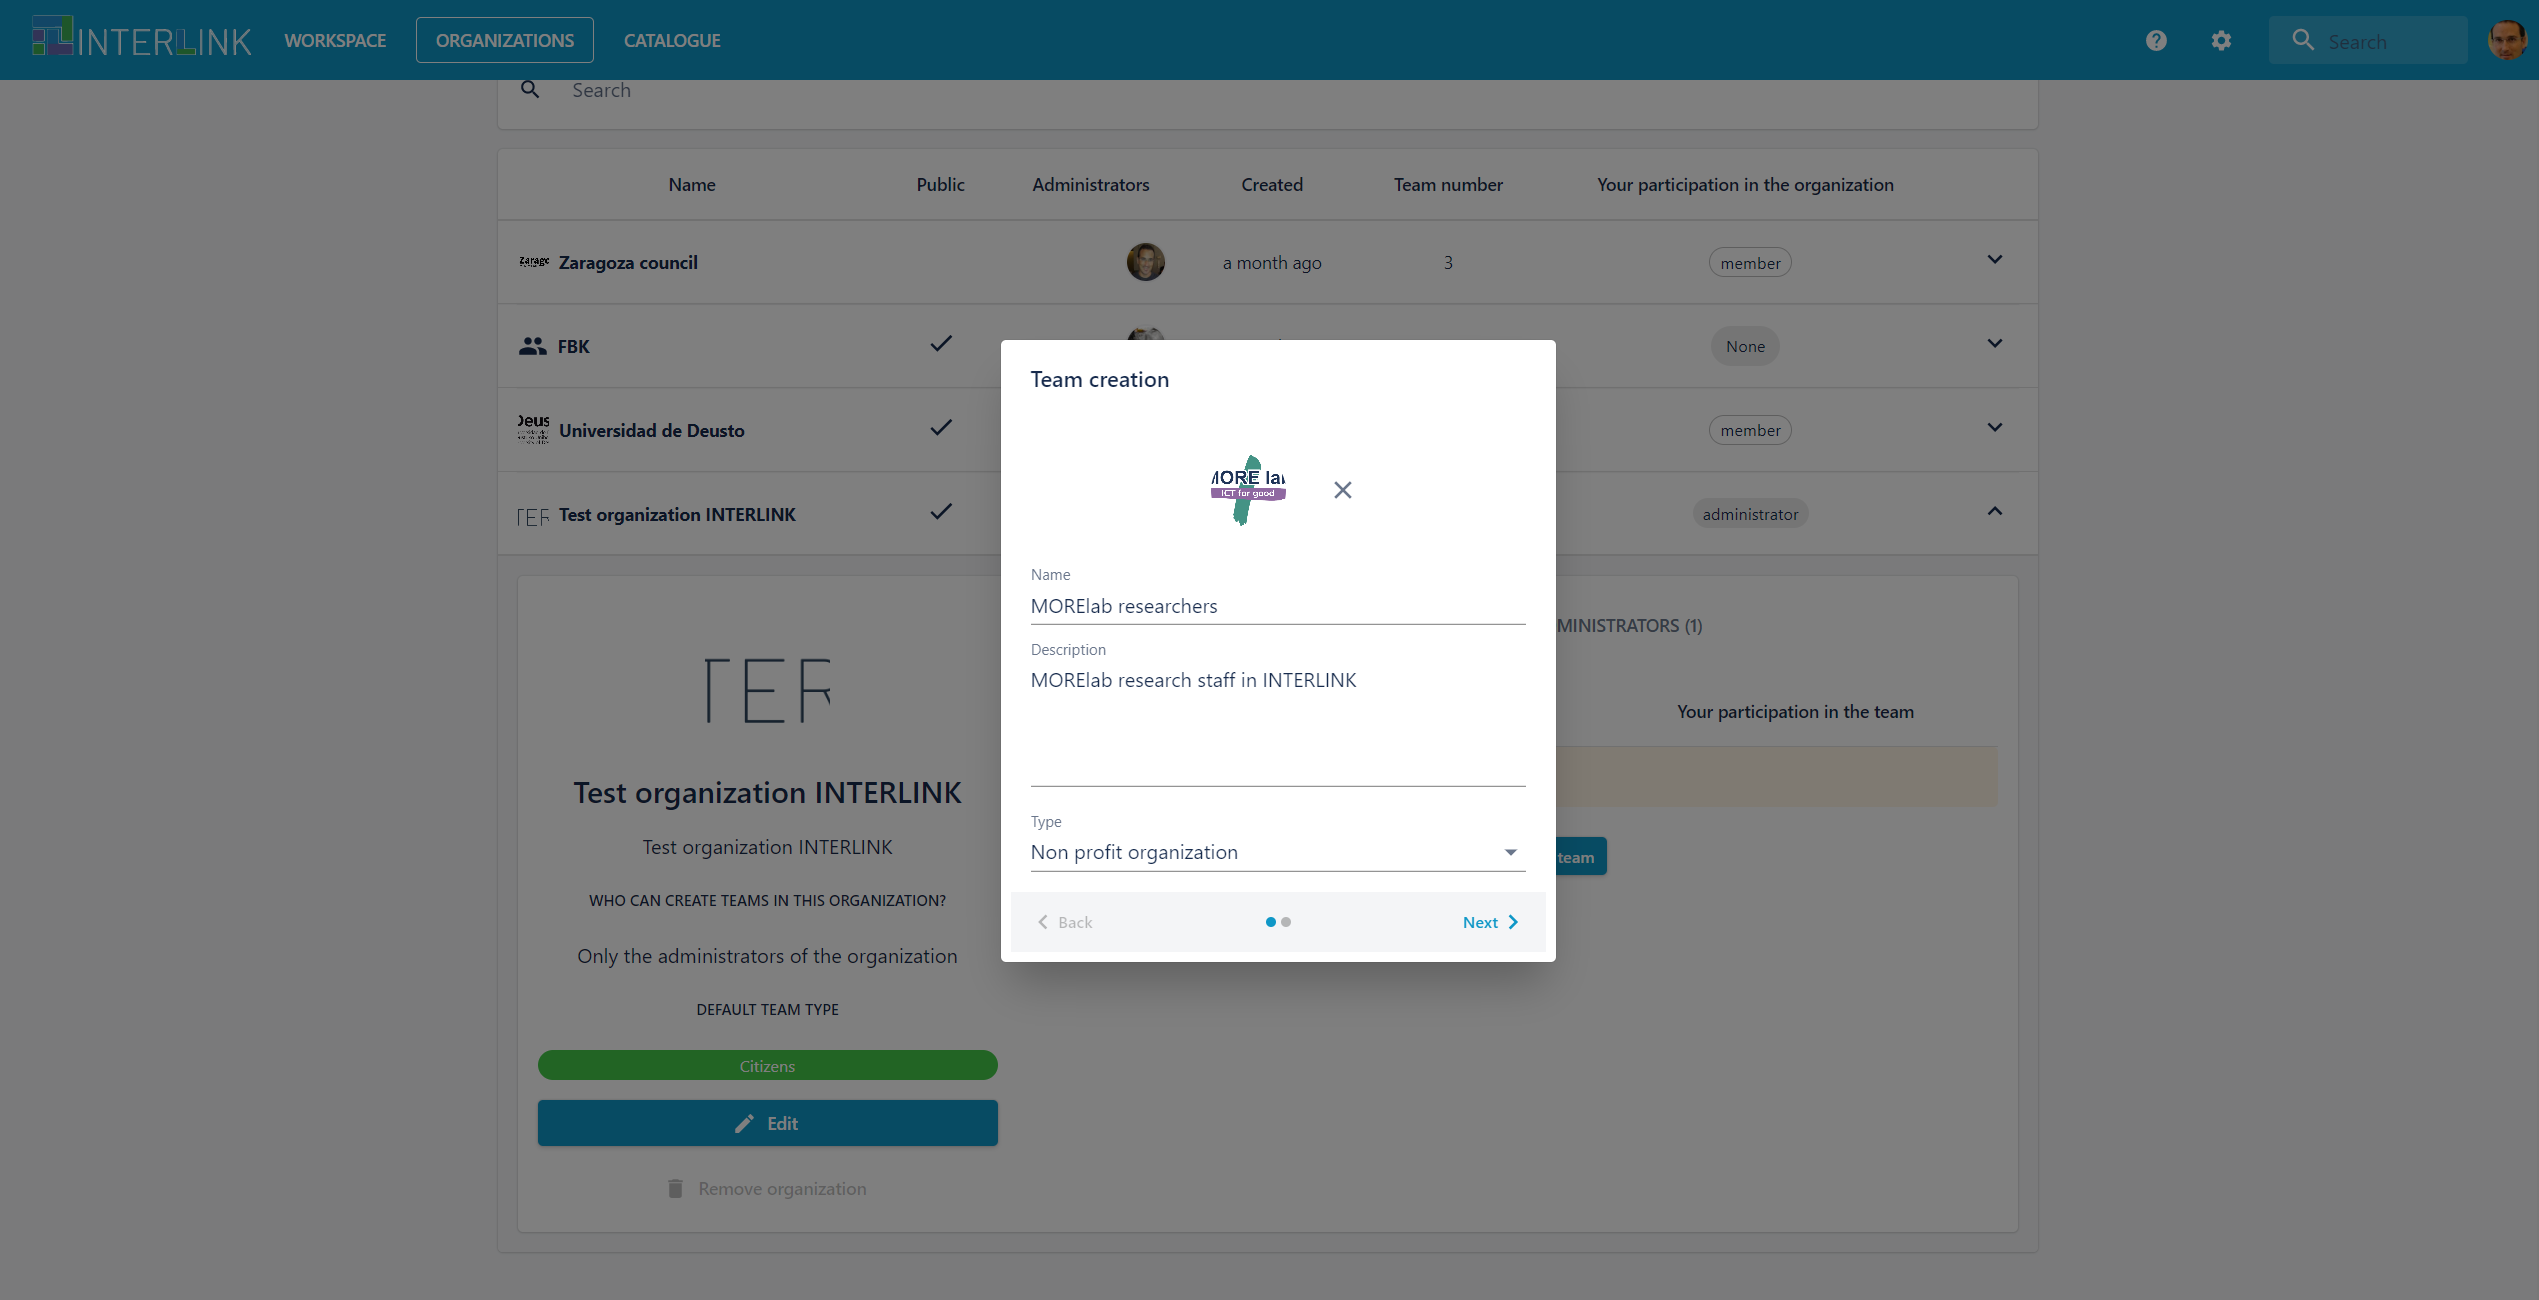 INTERLINK WORKSPACE ORGANIZATIONS CATALOGUE Search
Search
Name Public Administrators Created Team number Your participation in the organization
Zaragoza council a month ago 3 member
FBK None
Universidad de Deusto member
TER Test organization INTERLINK administrator
Team creation
MORE lab
ICT for good
Name
MORElab researchers
Description
MORElab research staff in INTERLINK
Type
Non profit organization
Back Next
TER
Test organization INTERLINK
Test organization INTERLINK
WHO CAN CREATE TEAMS IN THIS ORGANIZATION?
Only the administrators of the organization
DEFAULT TEAM TYPE
Citizens
Edit
Remove organization
MINISTRATORS (1)
Your participation in the team
team